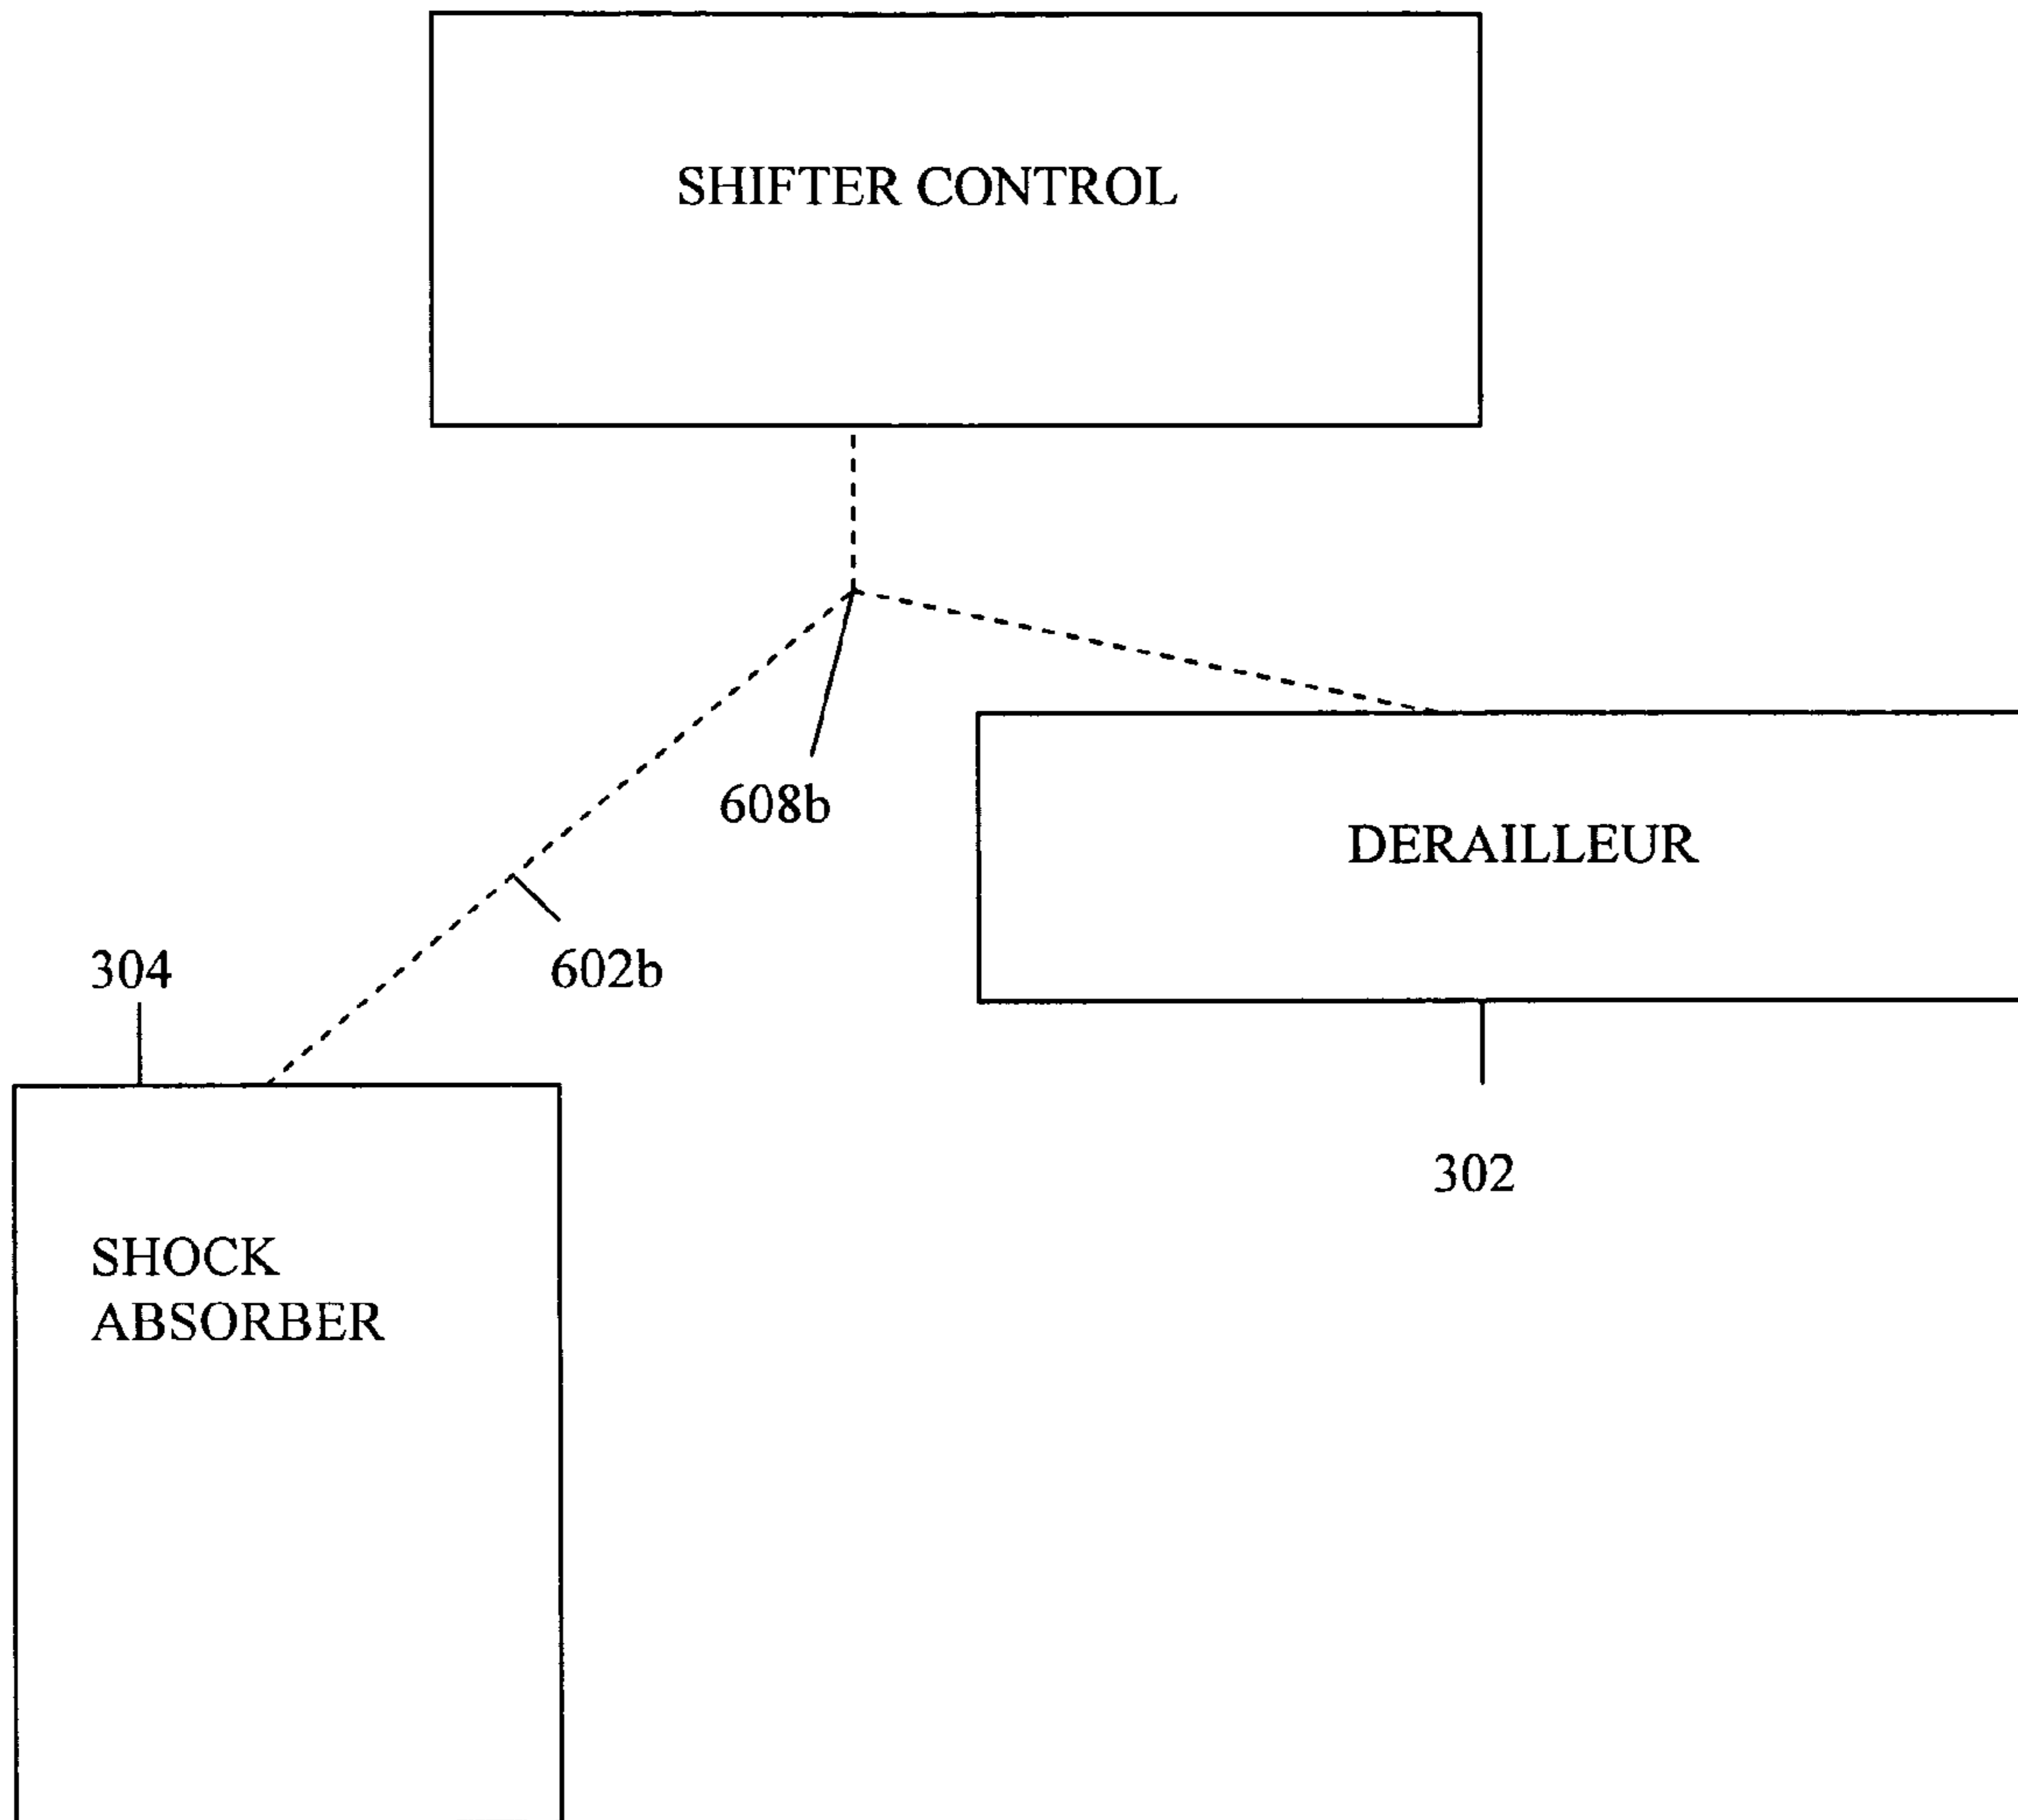 SHIFTER CONTROL
608b
DERAILLEUR
602b
304
302
SHOCK
ABSORBER